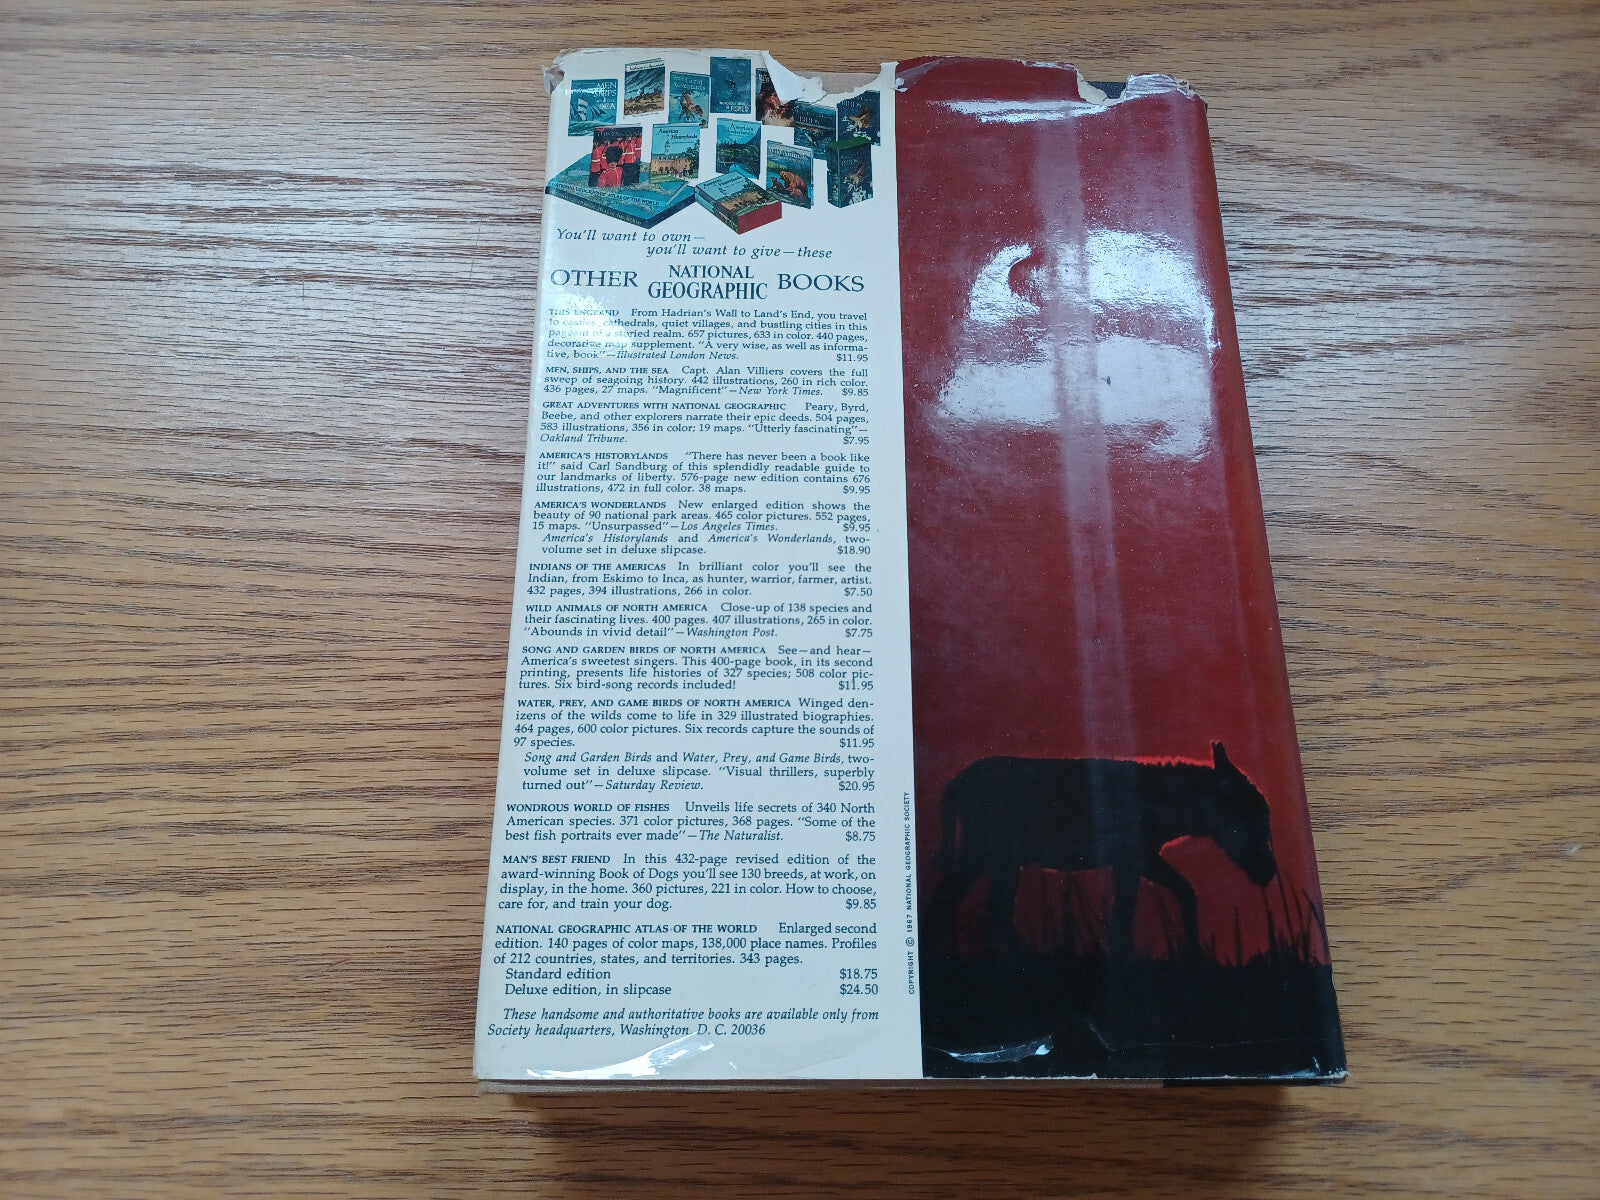 MEN
SHIPS
SEA
Great
Adventures
FISHES
BIRDS
THIS ENGLAND
America's
Historylands
America's
Wonderlands
NATIONAL GEOGRAPHIC ATLAS OF THE WORLD
You'll want to own—
you'll want to give—these
OTHER NATIONAL GEOGRAPHIC BOOKS
THIS ENGLAND From Hadrian's Wall to Land's End, you travel
to castles, cathedrals, quiet villages, and bustling cities in this
pageant of a storied realm. 657 pictures, 633 in color. 440 pages,
decorative map supplement. "A very wise, as well as informa-
tive, book"—Illustrated London News. $11.95
MEN, SHIPS, AND THE SEA Capt. Alan Villiers covers the full
sweep of seagoing history. 442 illustrations, 260 in rich color.
436 pages, 27 maps. "Magnificent"—New York Times. $9.85
GREAT ADVENTURES WITH NATIONAL GEOGRAPHIC Peary, Byrd,
Beebe, and other explorers narrate their epic deeds. 504 pages,
583 illustrations, 356 in color; 19 maps. "Utterly fascinating"—
Oakland Tribune. $7.95
AMERICA'S HISTORYLANDS "There has never been a book like
it!" said Carl Sandburg of this splendidly readable guide to
our landmarks of liberty. 576-page new edition contains 676
illustrations, 472 in full color. 38 maps. $9.95
AMERICA'S WONDERLANDS New enlarged edition shows the
beauty of 90 national park areas. 465 color pictures. 552 pages,
15 maps. "Unsurpassed"—Los Angeles Times. $9.95
America's Historylands and America's Wonderlands, two-
volume set in deluxe slipcase. $18.90
INDIANS OF THE AMERICAS In brilliant color you'll see the
Indian, from Eskimo to Inca, as hunter, warrior, farmer, artist.
432 pages, 394 illustrations, 266 in color. $7.50
WILD ANIMALS OF NORTH AMERICA Close-up of 138 species and
their fascinating lives. 400 pages. 407 illustrations, 265 in color.
"Abounds in vivid detail"—Washington Post. $7.75
SONG AND GARDEN BIRDS OF NORTH AMERICA See—and hear—
America's sweetest singers. This 400-page book, in its second
printing, presents life histories of 327 species; 508 color pic-
tures. Six bird-song records included! $11.95
WATER, PREY, AND GAME BIRDS OF NORTH AMERICA Winged den-
izens of the wilds come to life in 329 illustrated biographies.
464 pages, 600 color pictures. Six records capture the sounds of
97 species. $11.95
Song and Garden Birds and Water, Prey, and Game Birds, two-
volume set in deluxe slipcase. "Visual thrillers, superbly
turned out"—Saturday Review. $20.95
WONDROUS WORLD OF FISHES Unveils life secrets of 340 North
American species. 371 color pictures, 368 pages. "Some of the
best fish portraits ever made"—The Naturalist. $8.75
MAN'S BEST FRIEND In this 432-page revised edition of the
award-winning Book of Dogs you'll see 130 breeds, at work, on
display, in the home. 360 pictures, 221 in color. How to choose,
care for, and train your dog. $9.85
NATIONAL GEOGRAPHIC ATLAS OF THE WORLD Enlarged second
edition. 140 pages of color maps, 138,000 place names. Profiles
of 212 countries, states, and territories. 343 pages.
Standard edition $18.75
Deluxe edition, in slipcase $24.50
These handsome and authoritative books are available only from
Society headquarters, Washington D. C. 20036
COPYRIGHT © 1967 NATIONAL GEOGRAPHIC SOCIETY